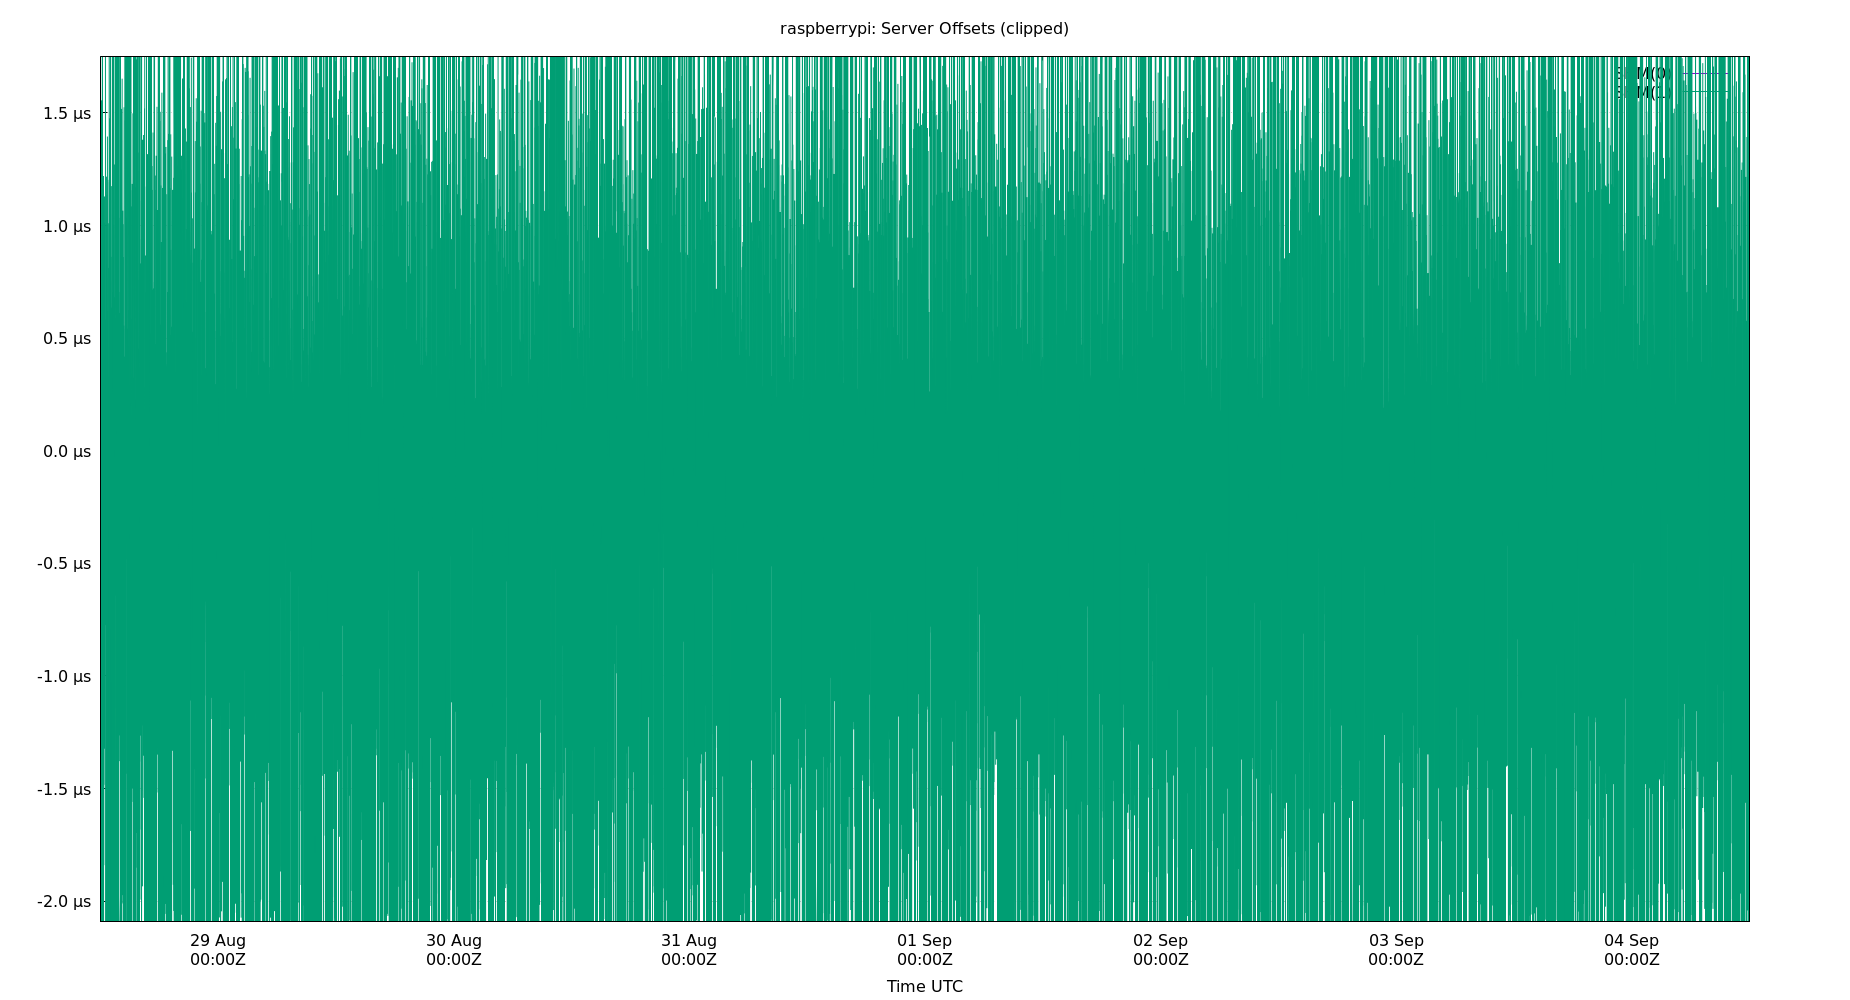 raspberrypi: Server Offsets (clipped)
1.5 µs
1.0 µs
0.5 µs
0.0 µs
-0.5 µs
-1.0 µs
-1.5 µs
-2.0 µs
29 Aug
00:00Z
30 Aug
00:00Z
31 Aug
00:00Z
01 Sep
00:00Z
02 Sep
00:00Z
03 Sep
00:00Z
04 Sep
00:00Z
Time UTC